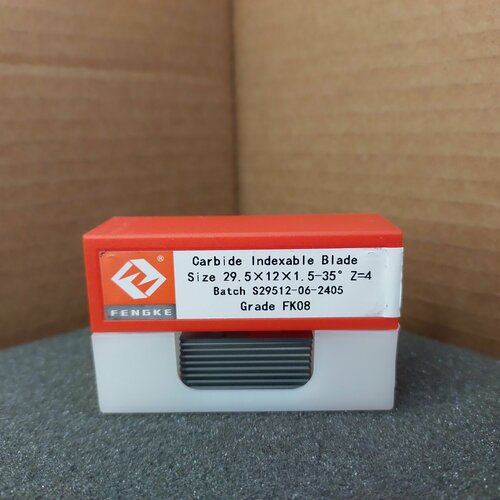 Carbide Indexable Blade
Size 29.5×12×1.5-35° Z=4
Batch S29512-06-2405
Grade FK08
®
FENGKE